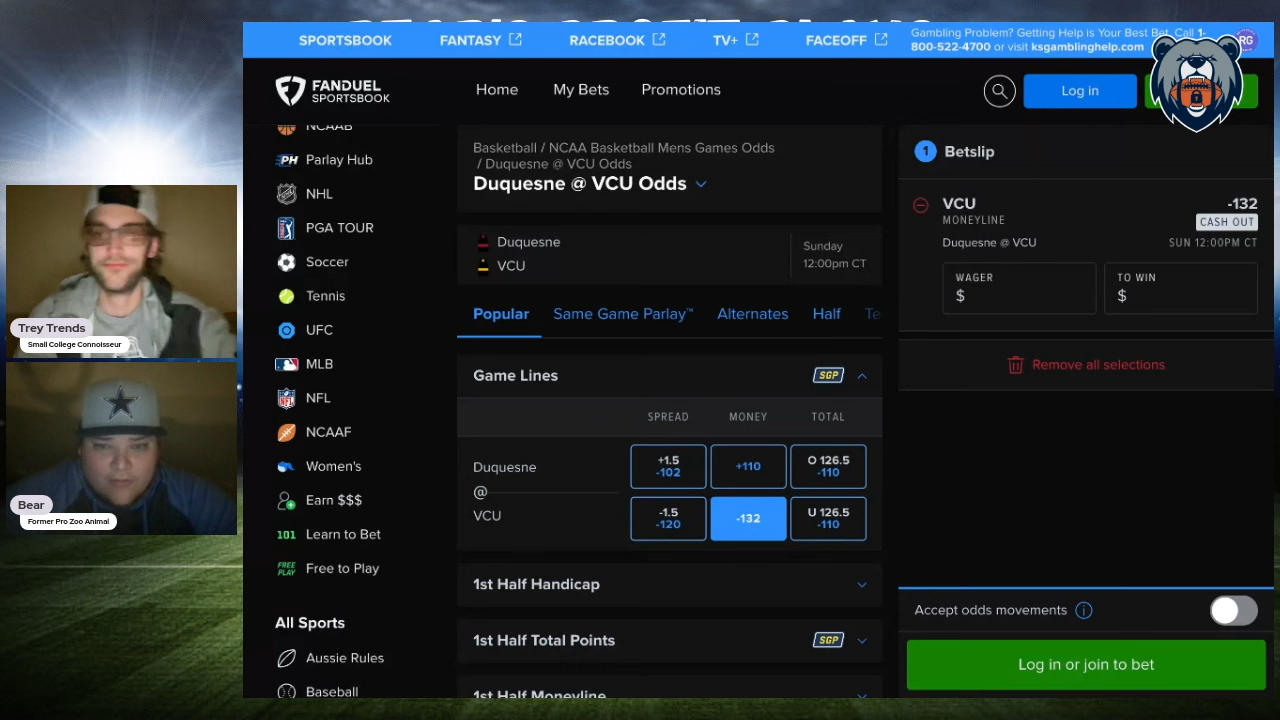 SPORTSBOOK
FANTASY
RACEBOOK
TV+
FACEOFF
Gambling Problem? Getting Help is Your Best Bet. Call 1-
800-522-4700 or visit ksgamblinghelp.com
RG
FANDUEL
SPORTSBOOK
Home
My Bets
Promotions
Log in
NCAAB
PH Parlay Hub
NHL
PGA TOUR
Soccer
Tennis
UFC
MLB
NFL
NCAAF
Women's
Earn $$$
101 Learn to Bet
FREE
PLAY
Free to Play
All Sports
Aussie Rules
Baseball
Basketball / NCAA Basketball Mens Games Odds
/ Duquesne @ VCU Odds
Duquesne @ VCU Odds
Duquesne
VCU
Sunday
12:00pm CT
Popular
Same Game Parlay™
Alternates
Half
Te
Game Lines
SGP
SPREAD
MONEY
TOTAL
Duquesne
+1.5
-102
+110
O 126.5
-110
@
VCU
-1.5
-120
-132
U 126.5
-110
1st Half Handicap
1st Half Total Points
SGP
1st Half Moneyline
1 Betslip
VCU
-132
MONEYLINE
CASH OUT
Duquesne @ VCU
SUN 12:00PM CT
WAGER
$
TO WIN
$
Remove all selections
Accept odds movements
Log in or join to bet
Trey Trends
Small College Connoisseur
Bear
Former Pro Zoo Animal